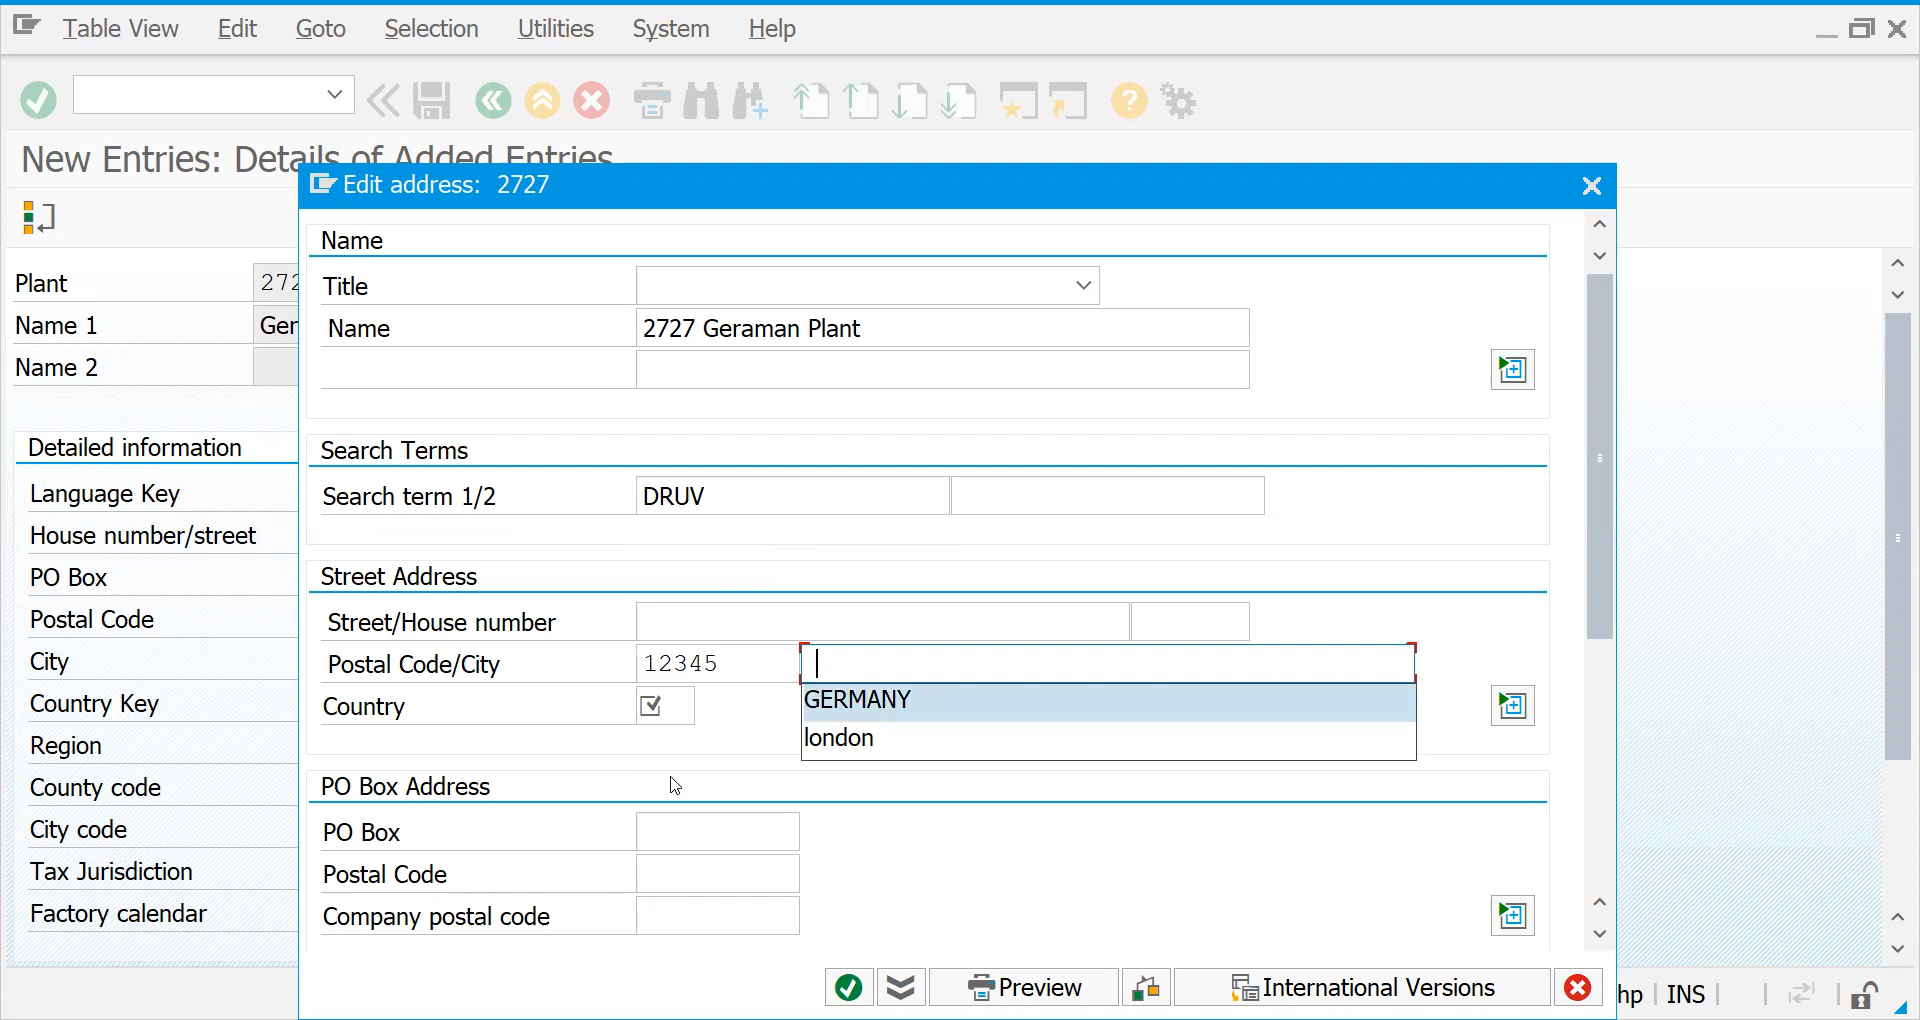 Table View Edit Goto Selection Utilities System Help
New Entries: Details of Added Entries
Edit address: 2727
Name
Plant 272
Title
Name 1 Ger
Name 2727 Geraman Plant
Name 2
Detailed information
Search Terms
Language Key
Search term 1/2 DRUV
House number/street
PO Box
Street Address
Postal Code
Street/House number
City
Postal Code/City 12345
GERMANY
Country Key
Country
london
Region
County code
PO Box Address
City code
PO Box
Tax Jurisdiction
Postal Code
Factory calendar
Company postal code
Preview International Versions
hp INS